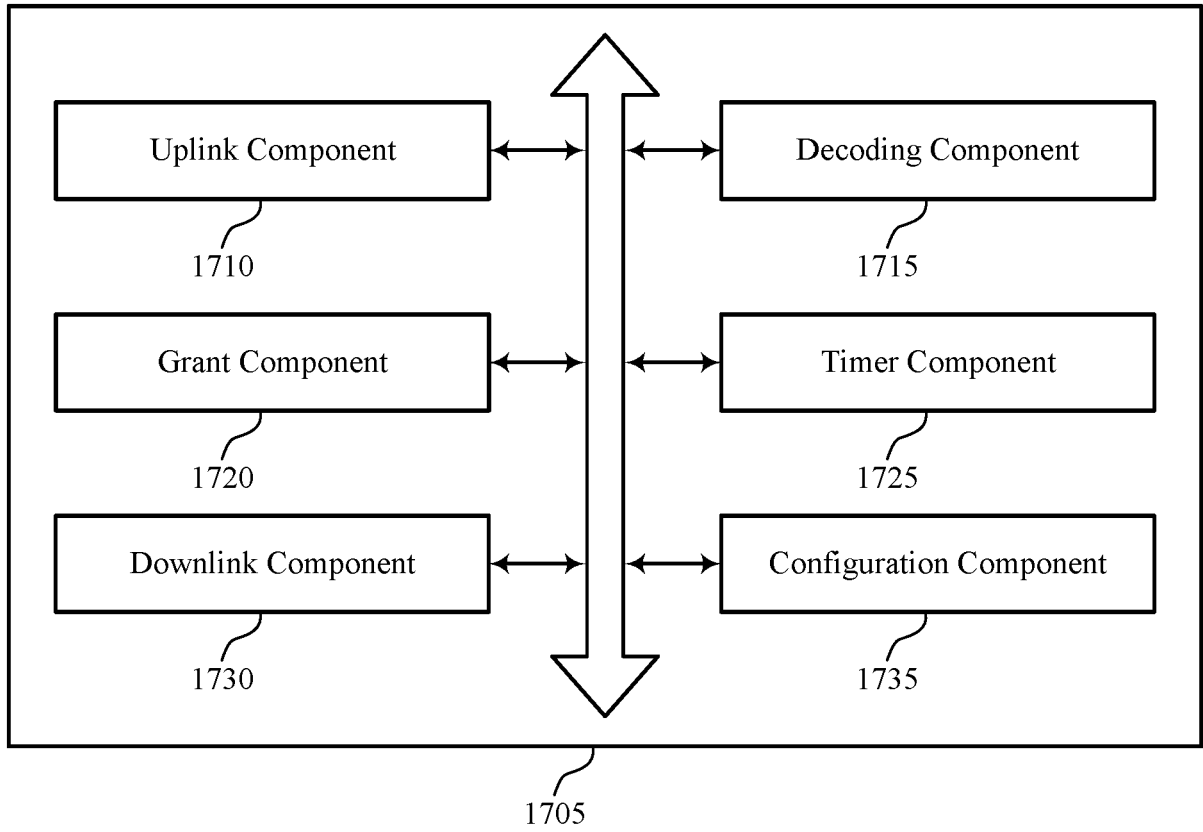 Uplink Component
Decoding Component
1710
1715
Grant Component
Timer Component
1720
1725
Downlink Component
Configuration Component
1730
1735
1705